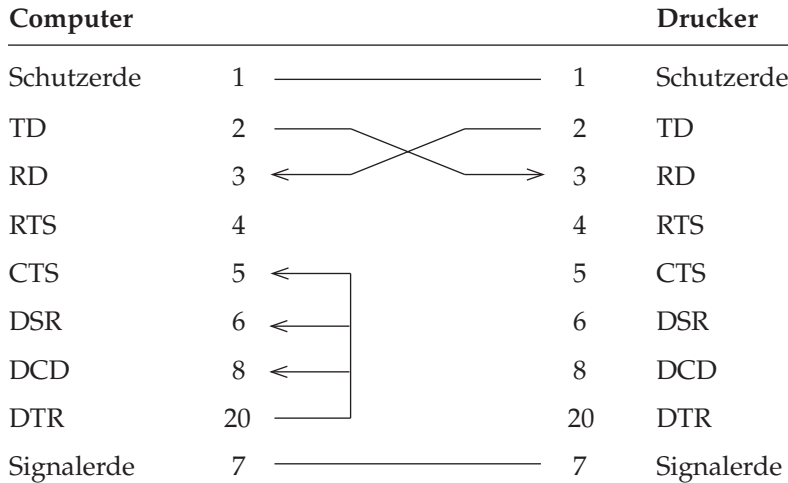 Computer Drucker
Schutzerde 1 1 Schutzerde
TD 2 2 TD
RD 3 3 RD
RTS 4 4 RTS
CTS 5 5 CTS
DSR 6 6 DSR
DCD 8 8 DCD
DTR 20 20 DTR
Signalerde 7 7 Signalerde